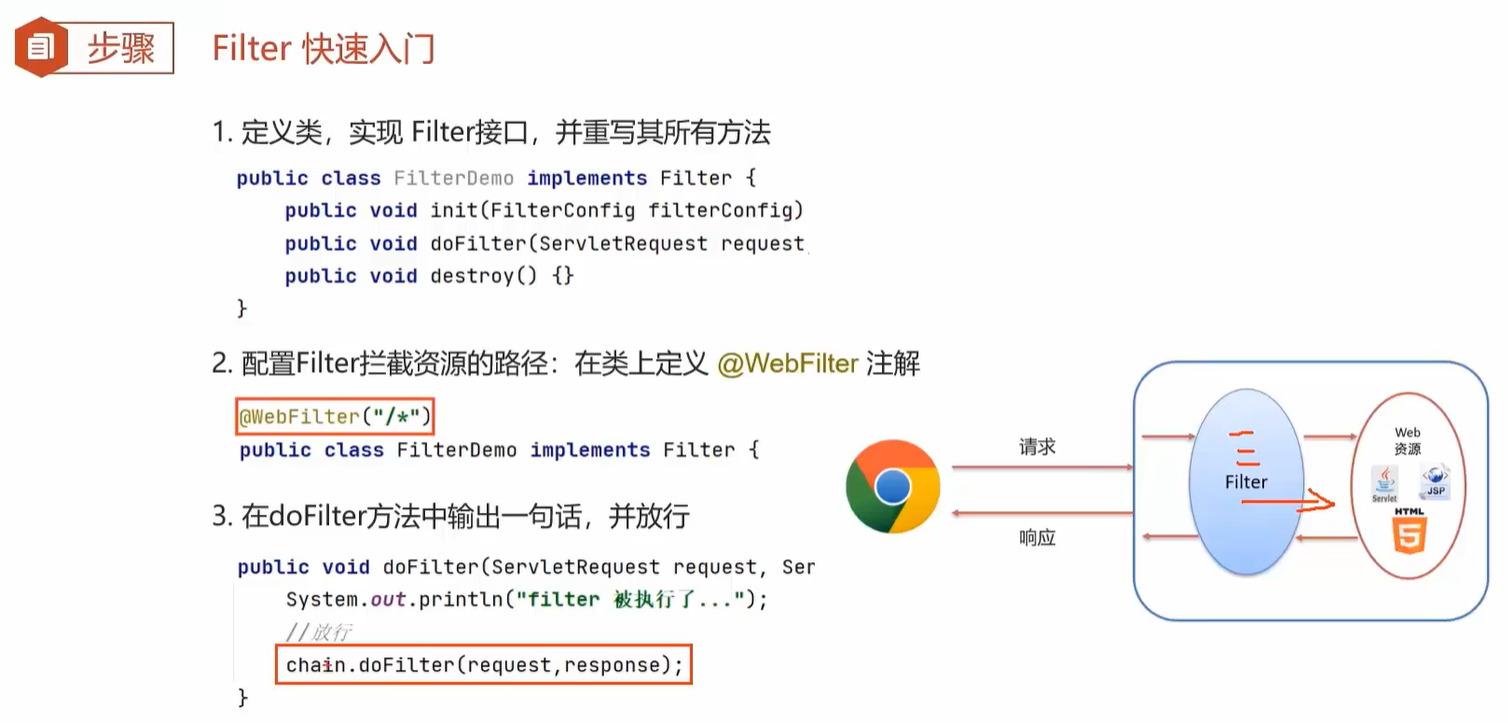 步骤
Filter 快速入门
1. 定义类，实现 Filter接口，并重写其所有方法
public class FilterDemo implements Filter {
public void init(FilterConfig filterConfig)
public void doFilter(ServletRequest request,
public void destroy() {}
}
2. 配置Filter拦截资源的路径：在类上定义 @WebFilter 注解
@WebFilter("/*")
public class FilterDemo implements Filter {
3. 在doFilter方法中输出一句话，并放行
public void doFilter(ServletRequest request, Ser
System.out.println("filter 被执行了...");
//放行
chain.doFilter(request,response);
}
请求
响应
Filter
Web
资源
Servlet
JSP
HTML
5